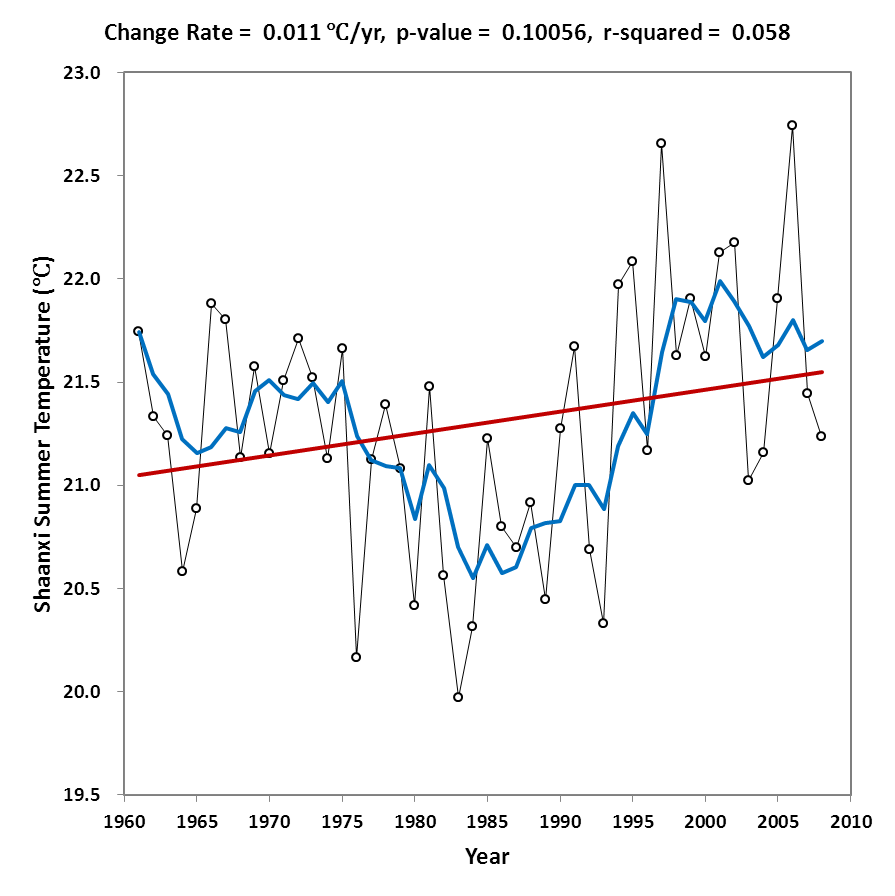 Change Rate = 0.011 ℃/yr, p-value = 0.10056, r-squared = 0.058
23.0
22.5
22.0
21.5
21.0
20.5
20.0
19.5
Shaanxi Summer Temperature (℃)
1960 1965 1970 1975 1980 1985 1990 1995 2000 2005 2010
Year